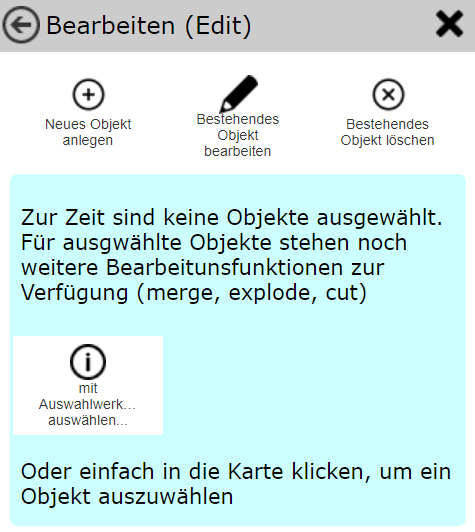 Bearbeiten (Edit)
Neues Objekt
anlegen
Bestehendes
Objekt
bearbeiten
Bestehendes
Objekt löschen
Zur Zeit sind keine Objekte ausgewählt.
Für ausgwählte Objekte stehen noch
weitere Bearbeitunsfunktionen zur
Verfügung (merge, explode, cut)
mit
Auswahlwerk...
auswählen...
Oder einfach in die Karte klicken, um ein
Objekt auszuwählen